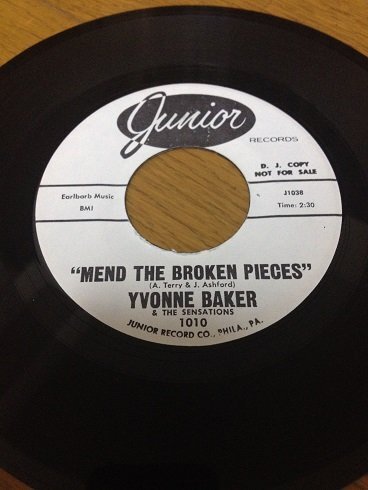 Junior
RECORDS
D. J. COPY
NOT FOR SALE
Earlbarb Music
BMI
J1038
Time: 2:30
"MEND THE BROKEN PIECES"
(A. Terry & J. Ashford)
YVONNE BAKER
& THE SENSATIONS
1010
JUNIOR RECORD CO., PHILA., PA.